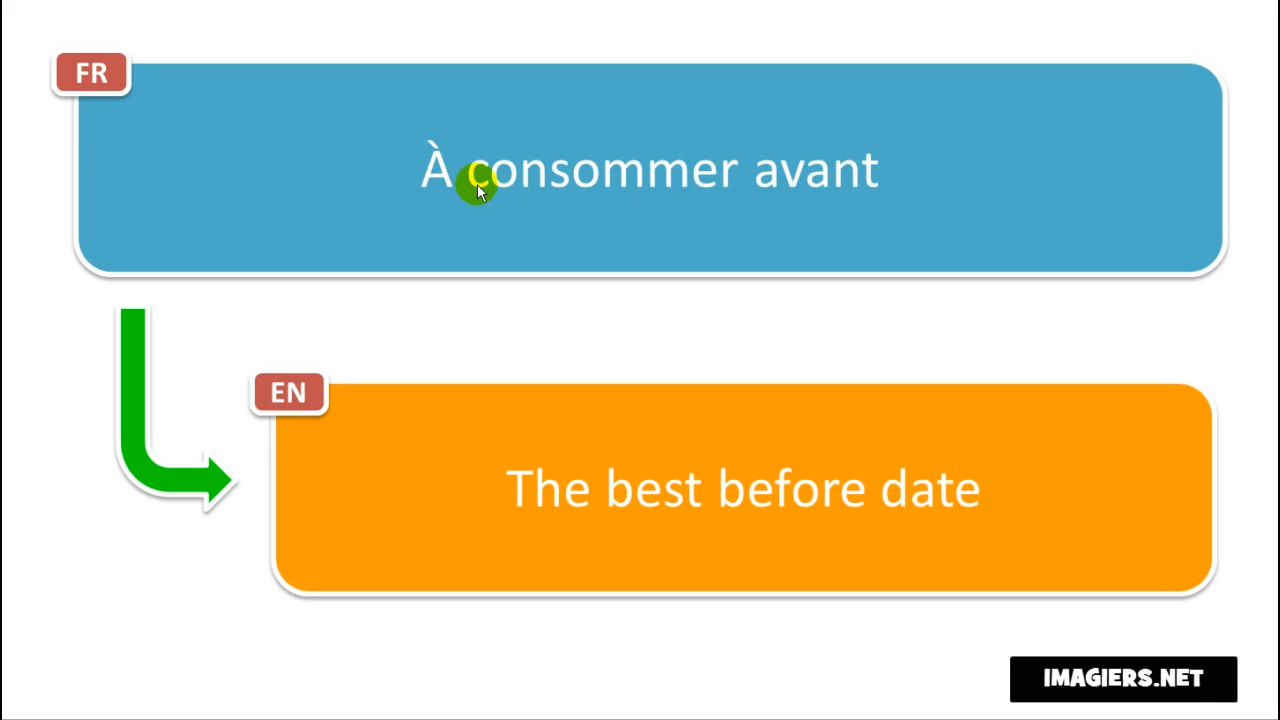 FR
À consommer avant
EN
The best before date
IMAGIERS.NET